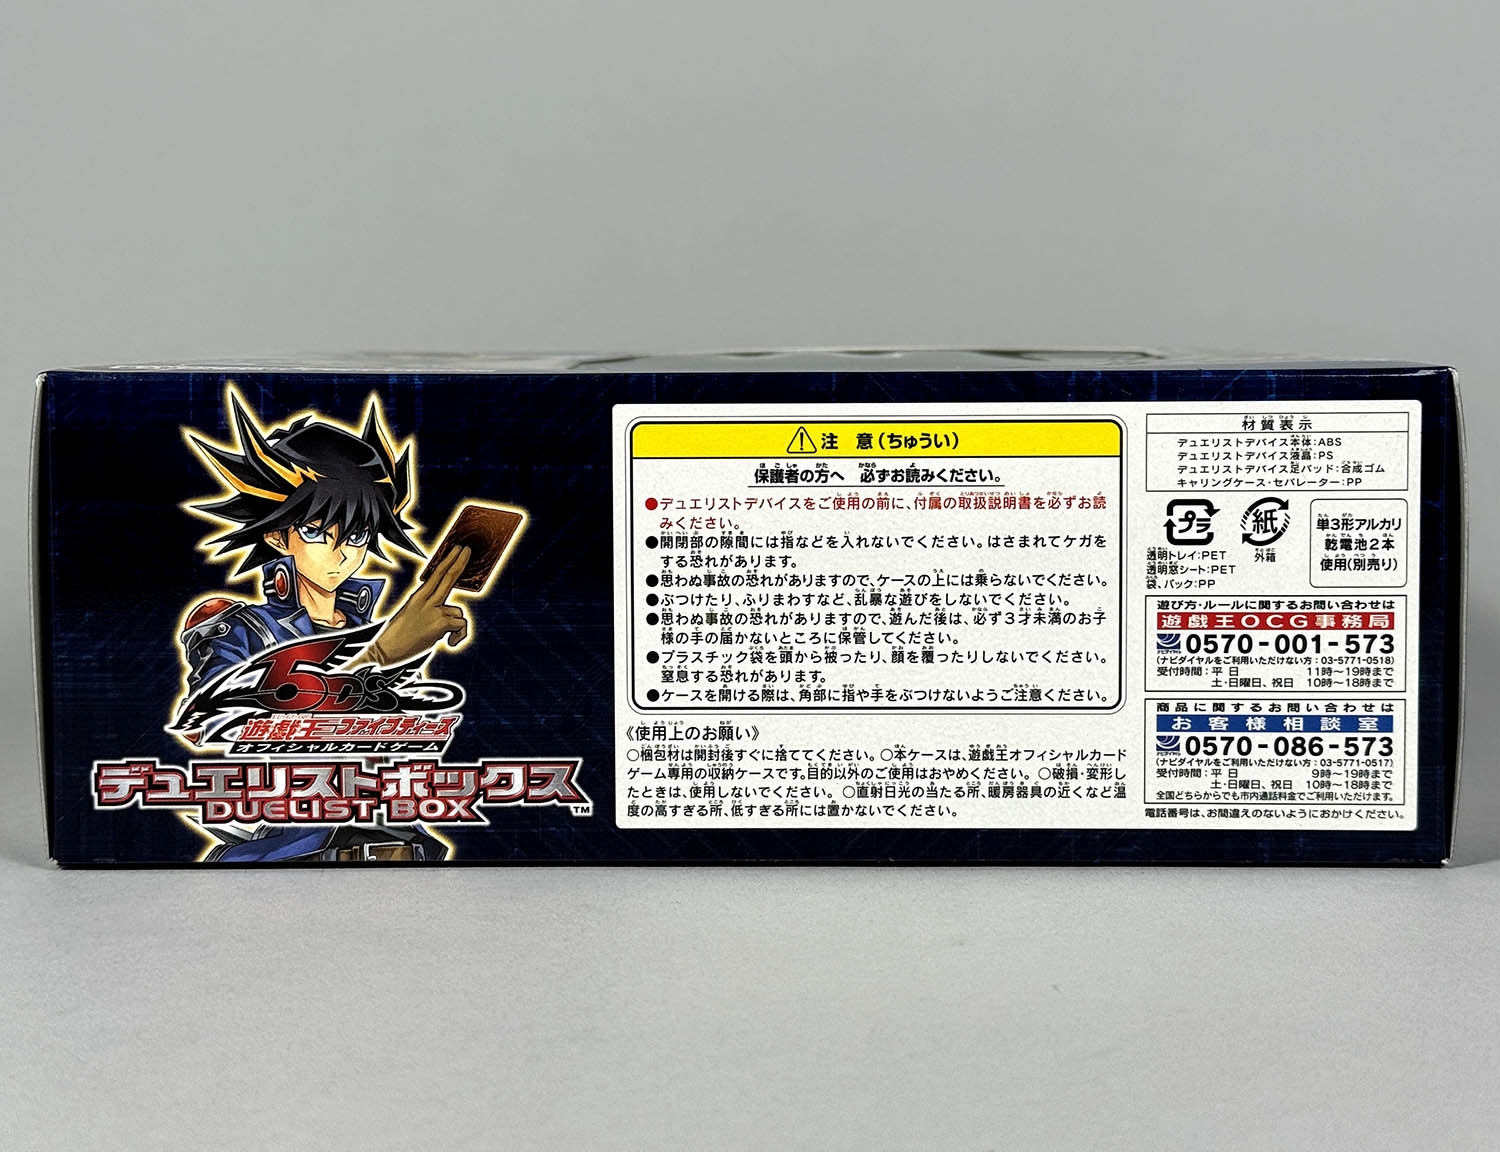 5D's
遊戯王ファイブディーズ
オフィシャルカードゲーム
デュエリストボックス
DUELIST BOX™
注 意(ちゅうい)
保護者の方へ 必ずお読みください。
●デュエリストデバイスをご使用の前に、付属の取扱説明書を必ずお読
みください。
●開閉部の隙間には指などを入れないでください。はさまれてケガを
する恐れがあります。
●思わぬ事故の恐れがありますので、ケースの上には乗らないでください。
●ぶつけたり、ふりまわすなど、乱暴な遊びをしないでください。
●思わぬ事故の恐れがありますので、遊んだ後は、必ず3才未満のお子
様の手の届かないところに保管してください。
●プラスチック袋を頭から被ったり、顔を覆ったりしないでください。
窒息する恐れがあります。
●ケースを開ける際は、角部に指や手をぶつけないようご注意ください。
《使用上のお願い》
○梱包材は開封後すぐに捨ててください。○本ケースは、遊戯王オフィシャルカード
ゲーム専用の収納ケースです。目的以外のご使用はおやめください。○破損・変形し
たときは、使用しないでください。○直射日光の当たる所、暖房器具の近くなど温
度の高すぎる所、低すぎる所には置かないでください。
材質表示
デュエリストデバイス本体:ABS
デュエリストデバイス液晶:PS
デュエリストデバイス足パッド:合成ゴム
キャリングケース・セパレーター:PP
プラ
透明トレイ:PET
透明窓シート:PET
袋、パック:PP
紙
外箱
単3形アルカリ
乾電池2本
使用(別売り)
遊び方・ルールに関するお問い合わせは
遊戯王OCG事務局
0570-001-573
(ナビダイヤルをご利用いただけない方:03-5771-0518)
受付時間:平 日 11時〜19時まで
土・日曜日、祝日 10時〜18時まで
商品に関するお問い合わせは
お客様相談室
0570-086-573
(ナビダイヤルをご利用いただけない方:03-5771-0517)
受付時間:平 日 9時〜19時まで
土・日曜日、祝日 10時〜18時まで
全国どちらからでも市内通話料金でご利用いただけます。
電話番号は、お間違えのないようにおかけください。